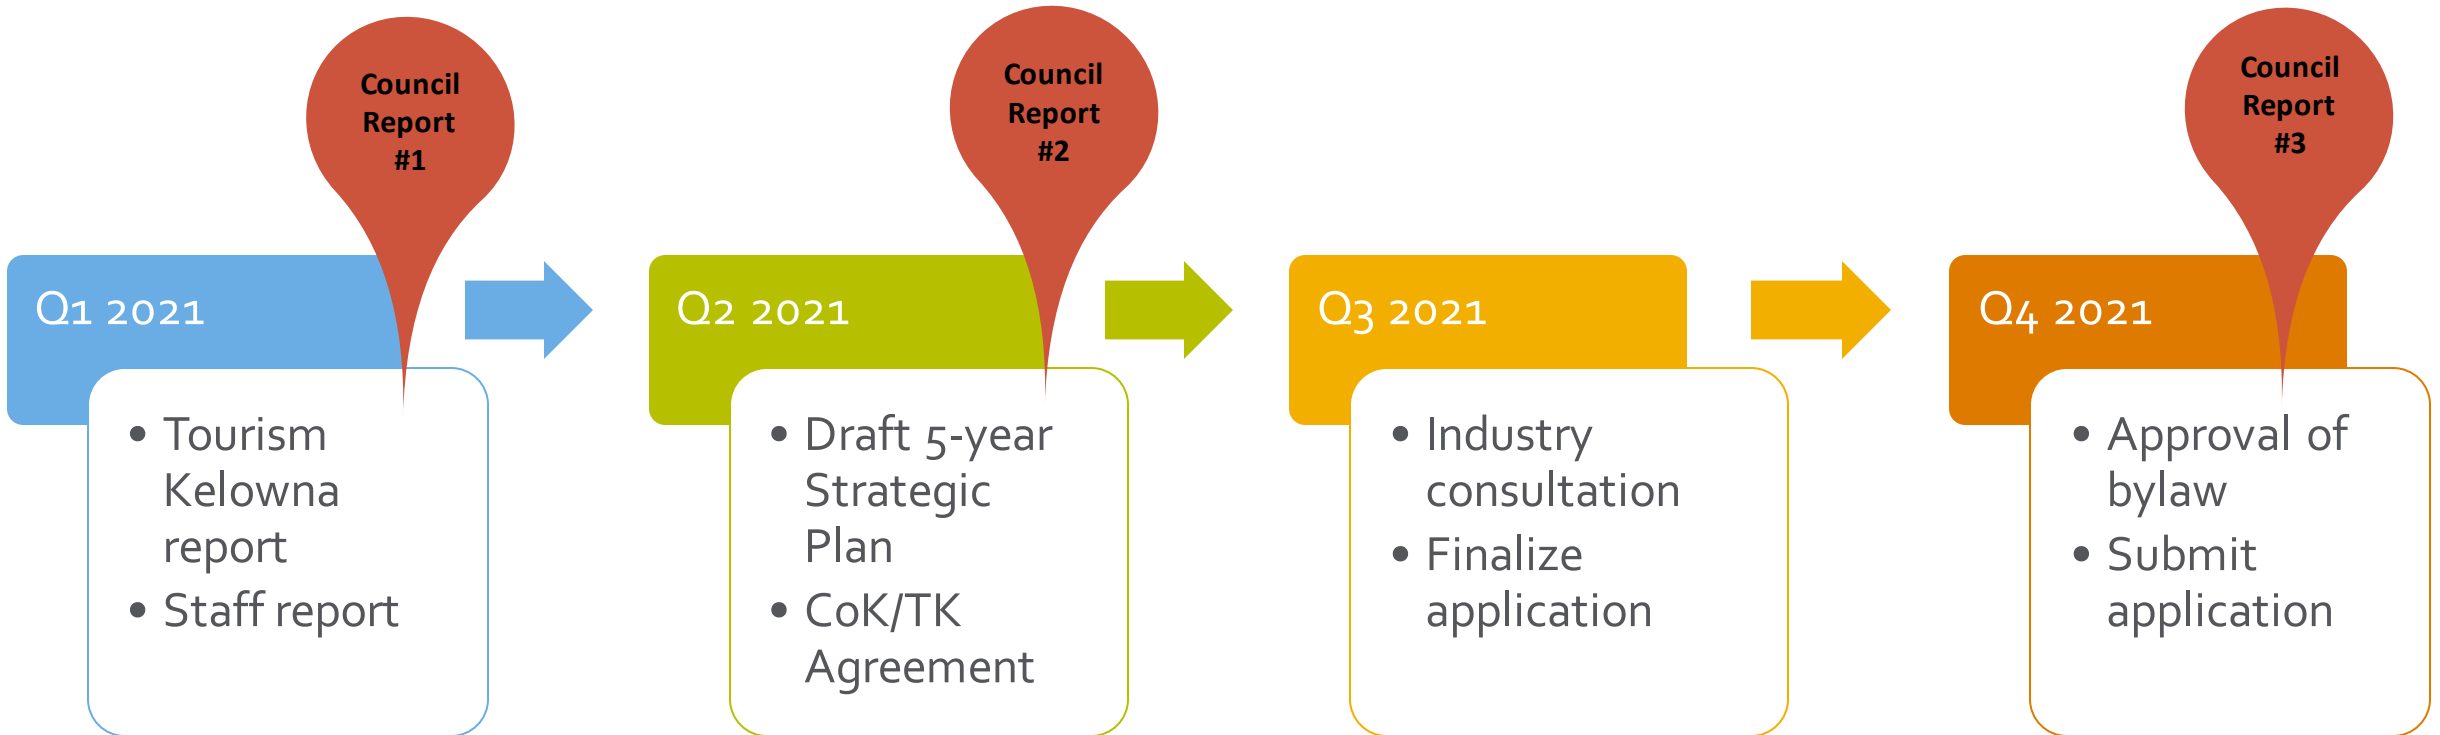 Council
Report
#1
Q1 2021
• Tourism
Kelowna
report
• Staff report
Council
Report
#2
Q2 2021
• Draft 5-year
Strategic
Plan
• CoK/TK
Agreement
Q3 2021
• Industry
consultation
• Finalize
application
Council
Report
#3
Q4 2021
• Approval of
bylaw
• Submit
application